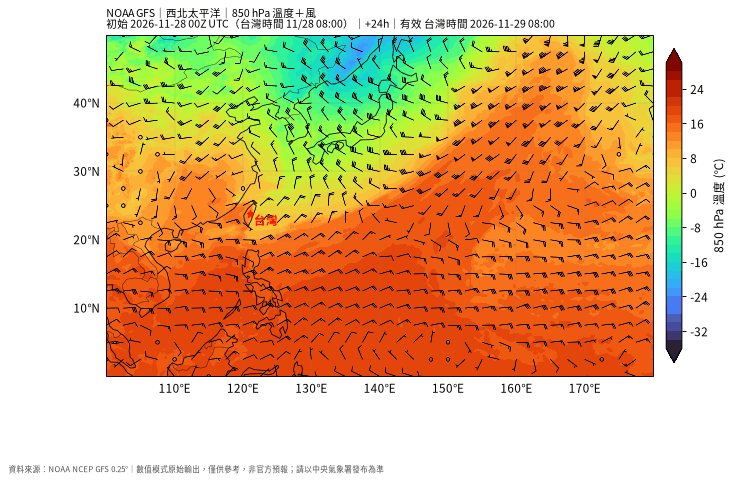 NOAA GFS｜西北太平洋｜850 hPa 溫度＋風
初始 2026-11-28 00Z UTC（台灣時間 11/28 08:00）｜+24h｜有效 台灣時間 2026-11-29 08:00
40°N
30°N
20°N
10°N
台灣
110°E 120°E 130°E 140°E 150°E 160°E 170°E
24
16
8
0
-8
-16
-24
-32
850 hPa 溫度 (°C)
資料來源：NOAA NCEP GFS 0.25°｜數值模式原始輸出，僅供參考，非官方預報；請以中央氣象署發布為準